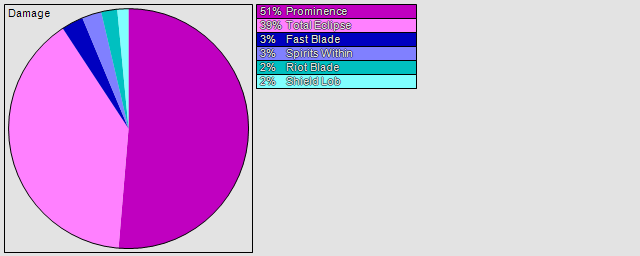 Damage
51% Prominence
39% Total Eclipse
3% Fast Blade
3% Spirits Within
2% Riot Blade
2% Shield Lob